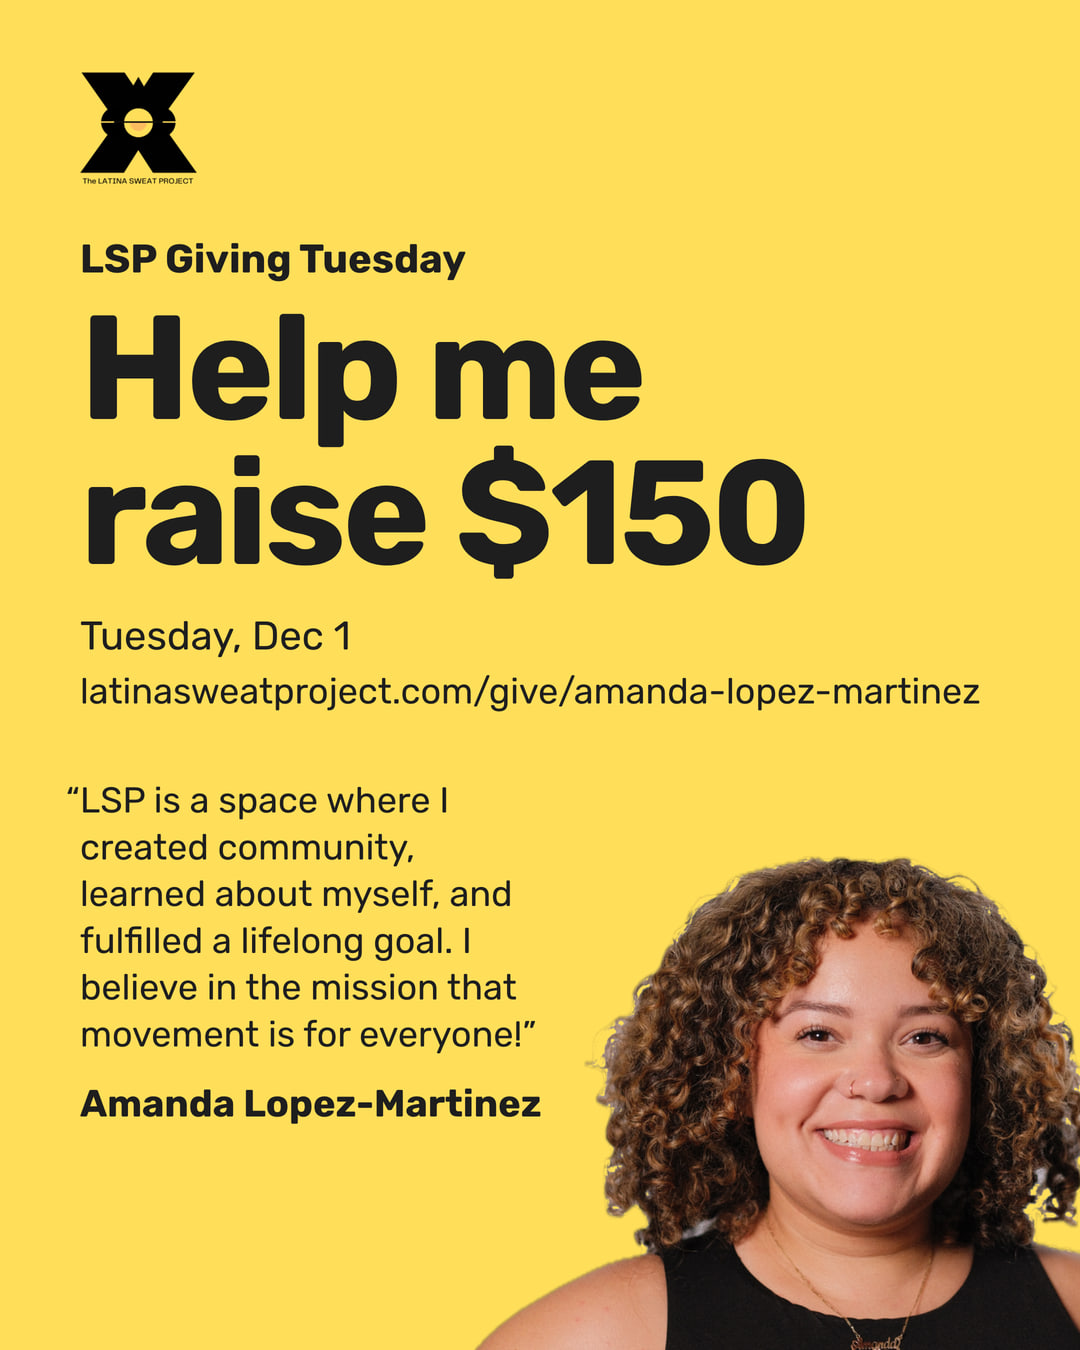 The LATINA SWEAT PROJECT
LSP Giving Tuesday
Help me
raise $150
Tuesday, Dec 1
latinasweatproject.com/give/amanda-lopez-martinez
“LSP is a space where I
created community,
learned about myself, and
fulfilled a lifelong goal. I
believe in the mission that
movement is for everyone!”
Amanda Lopez-Martinez